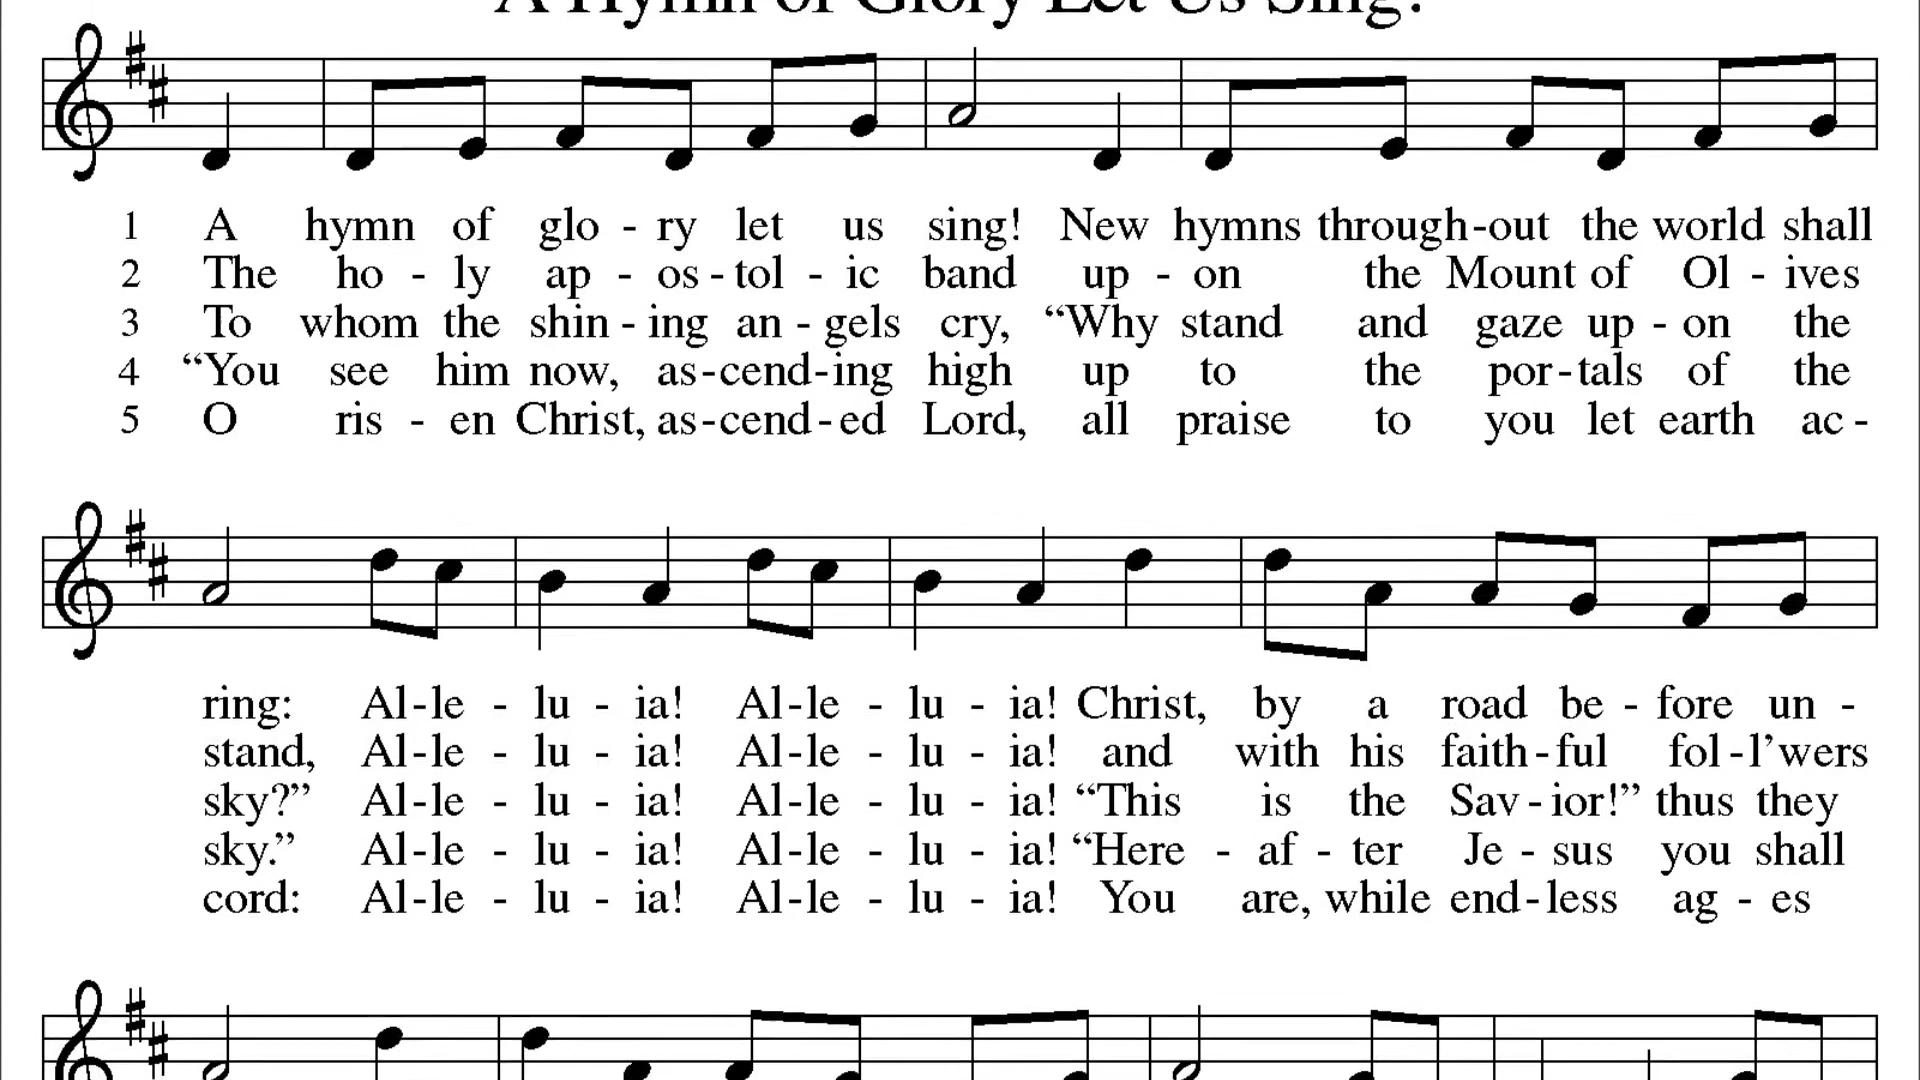 A Hymn of Glory Let Us Sing!
1 A hymn of glo - ry let us sing! New hymns through-out the world shall
2 The ho - ly ap - os - tol - ic band up - on the Mount of Ol - ives
3 To whom the shin - ing an - gels cry, “Why stand and gaze up - on the
4 “You see him now, as-cend-ing high up to the por-tals of the
5 O ris - en Christ, as-cend-ed Lord, all praise to you let earth ac -
ring: Al-le - lu - ia! Al-le - lu - ia! Christ, by a road be - fore un -
stand, Al-le - lu - ia! Al-le - lu - ia! and with his faith-ful fol-l’wers
sky?” Al-le - lu - ia! Al-le - lu - ia! “This is the Sav-ior!” thus they
sky.” Al-le - lu - ia! Al-le - lu - ia! “Here - af - ter Je - sus you shall
cord: Al-le - lu - ia! Al-le - lu - ia! You are, while end-less ag - es